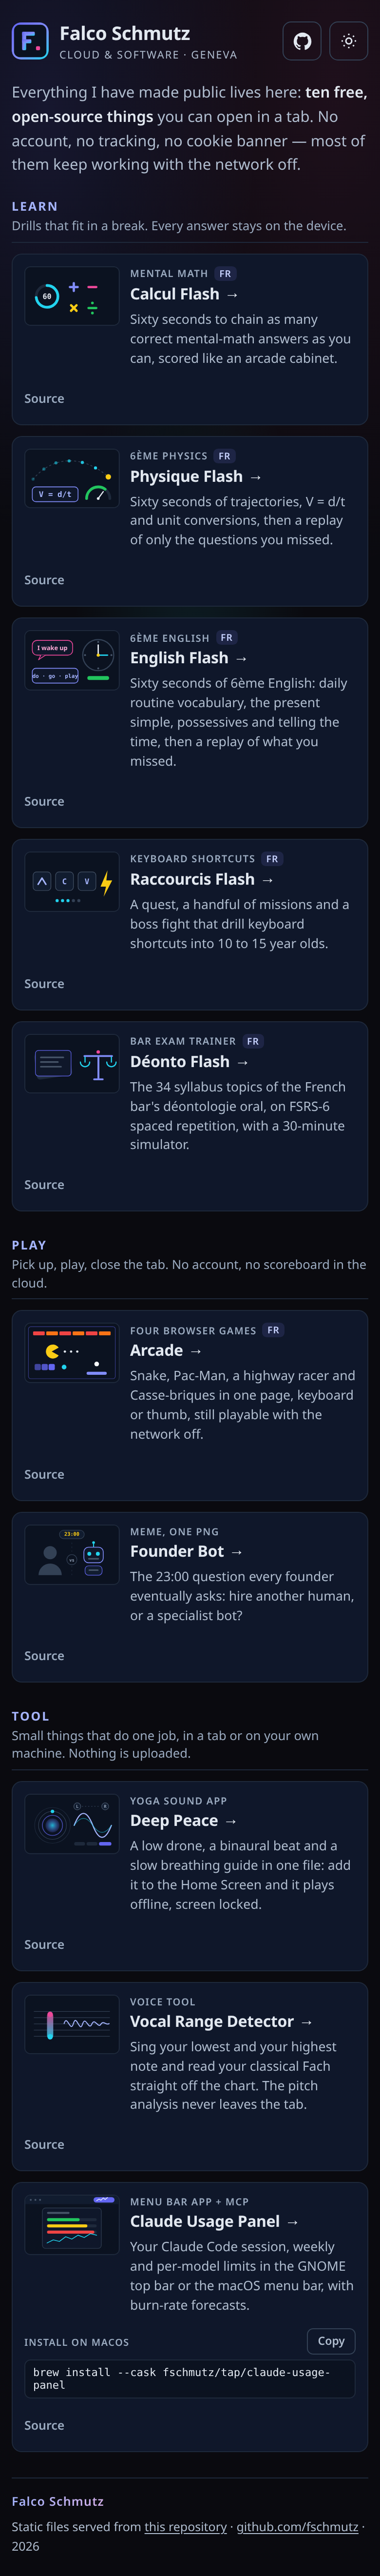 F.
Falco Schmutz
CLOUD & SOFTWARE · GENEVA
Everything I have made public lives here: ten free,
open-source things you can open in a tab. No
account, no tracking, no cookie banner — most of
them keep working with the network off.
LEARN
Drills that fit in a break. Every answer stays on the device.
60
MENTAL MATH FR
Calcul Flash →
Sixty seconds to chain as many
correct mental-math answers as you
can, scored like an arcade cabinet.
Source
V = d/t
6ÈME PHYSICS FR
Physique Flash →
Sixty seconds of trajectories, V = d/t
and unit conversions, then a replay
of only the questions you missed.
Source
I wake up
do · go · play
6ÈME ENGLISH FR
English Flash →
Sixty seconds of 6ème English: daily
routine vocabulary, the present
simple, possessives and telling the
time, then a replay of what you
missed.
Source
C V
KEYBOARD SHORTCUTS FR
Raccourcis Flash →
A quest, a handful of missions and a
boss fight that drill keyboard
shortcuts into 10 to 15 year olds.
Source
BAR EXAM TRAINER FR
Déonto Flash →
The 34 syllabus topics of the French
bar's déontologie oral, on FSRS-6
spaced repetition, with a 30-minute
simulator.
Source
PLAY
Pick up, play, close the tab. No account, no scoreboard in the
cloud.
FOUR BROWSER GAMES FR
Arcade →
Snake, Pac-Man, a highway racer and
Casse-briques in one page, keyboard
or thumb, still playable with the
network off.
Source
23:00
vs
MEME, ONE PNG
Founder Bot →
The 23:00 question every founder
eventually asks: hire another human,
or a specialist bot?
Source
TOOL
Small things that do one job, in a tab or on your own
machine. Nothing is uploaded.
L R
YOGA SOUND APP
Deep Peace →
A low drone, a binaural beat and a
slow breathing guide in one file: add
it to the Home Screen and it plays
offline, screen locked.
Source
VOICE TOOL
Vocal Range Detector →
Sing your lowest and your highest
note and read your classical Fach
straight off the chart. The pitch
analysis never leaves the tab.
Source
MENU BAR APP + MCP
Claude Usage Panel →
Your Claude Code session, weekly
and per-model limits in the GNOME
top bar or the macOS menu bar, with
burn-rate forecasts.
INSTALL ON MACOS
Copy
brew install --cask fschmutz/tap/claude-usage-
panel
Source
Falco Schmutz
Static files served from this repository · github.com/fschmutz ·
2026